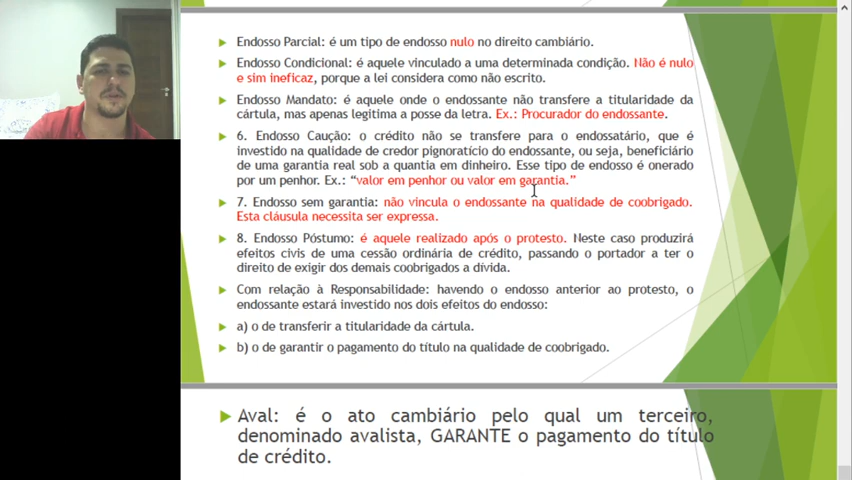 Endosso Parcial: é um tipo de endosso nulo no direito cambiário.
Endosso Condicional: é aquele vinculado a uma determinada condição. Não é nulo
e sim ineficaz, porque a lei considera como não escrito.
Endosso Mandato: é aquele onde o endossante não transfere a titularidade da
cártula, mas apenas legitima a posse da letra. Ex.: Procurador do endossante.
6. Endosso Caução: o crédito não se transfere para o endossatário, que é
investido na qualidade de credor pignoratício do endossante, ou seja, beneficiário
de uma garantia real sob a quantia em dinheiro. Esse tipo de endosso é onerado
por um penhor. Ex.: “valor em penhor ou valor em garantia.”
7. Endosso sem garantia: não vincula o endossante na qualidade de coobrigado.
Esta cláusula necessita ser expressa.
8. Endosso Póstumo: é aquele realizado após o protesto. Neste caso produzirá
efeitos civis de uma cessão ordinária de crédito, passando o portador a ter o
direito de exigir dos demais coobrigados a dívida.
Com relação à Responsabilidade: havendo o endosso anterior ao protesto, o
endossante estará investido nos dois efeitos do endosso:
a) o de transferir a titularidade da cártula.
b) o de garantir o pagamento do título na qualidade de coobrigado.
Aval: é o ato cambiário pelo qual um terceiro,
denominado avalista, GARANTE o pagamento do título
de crédito.